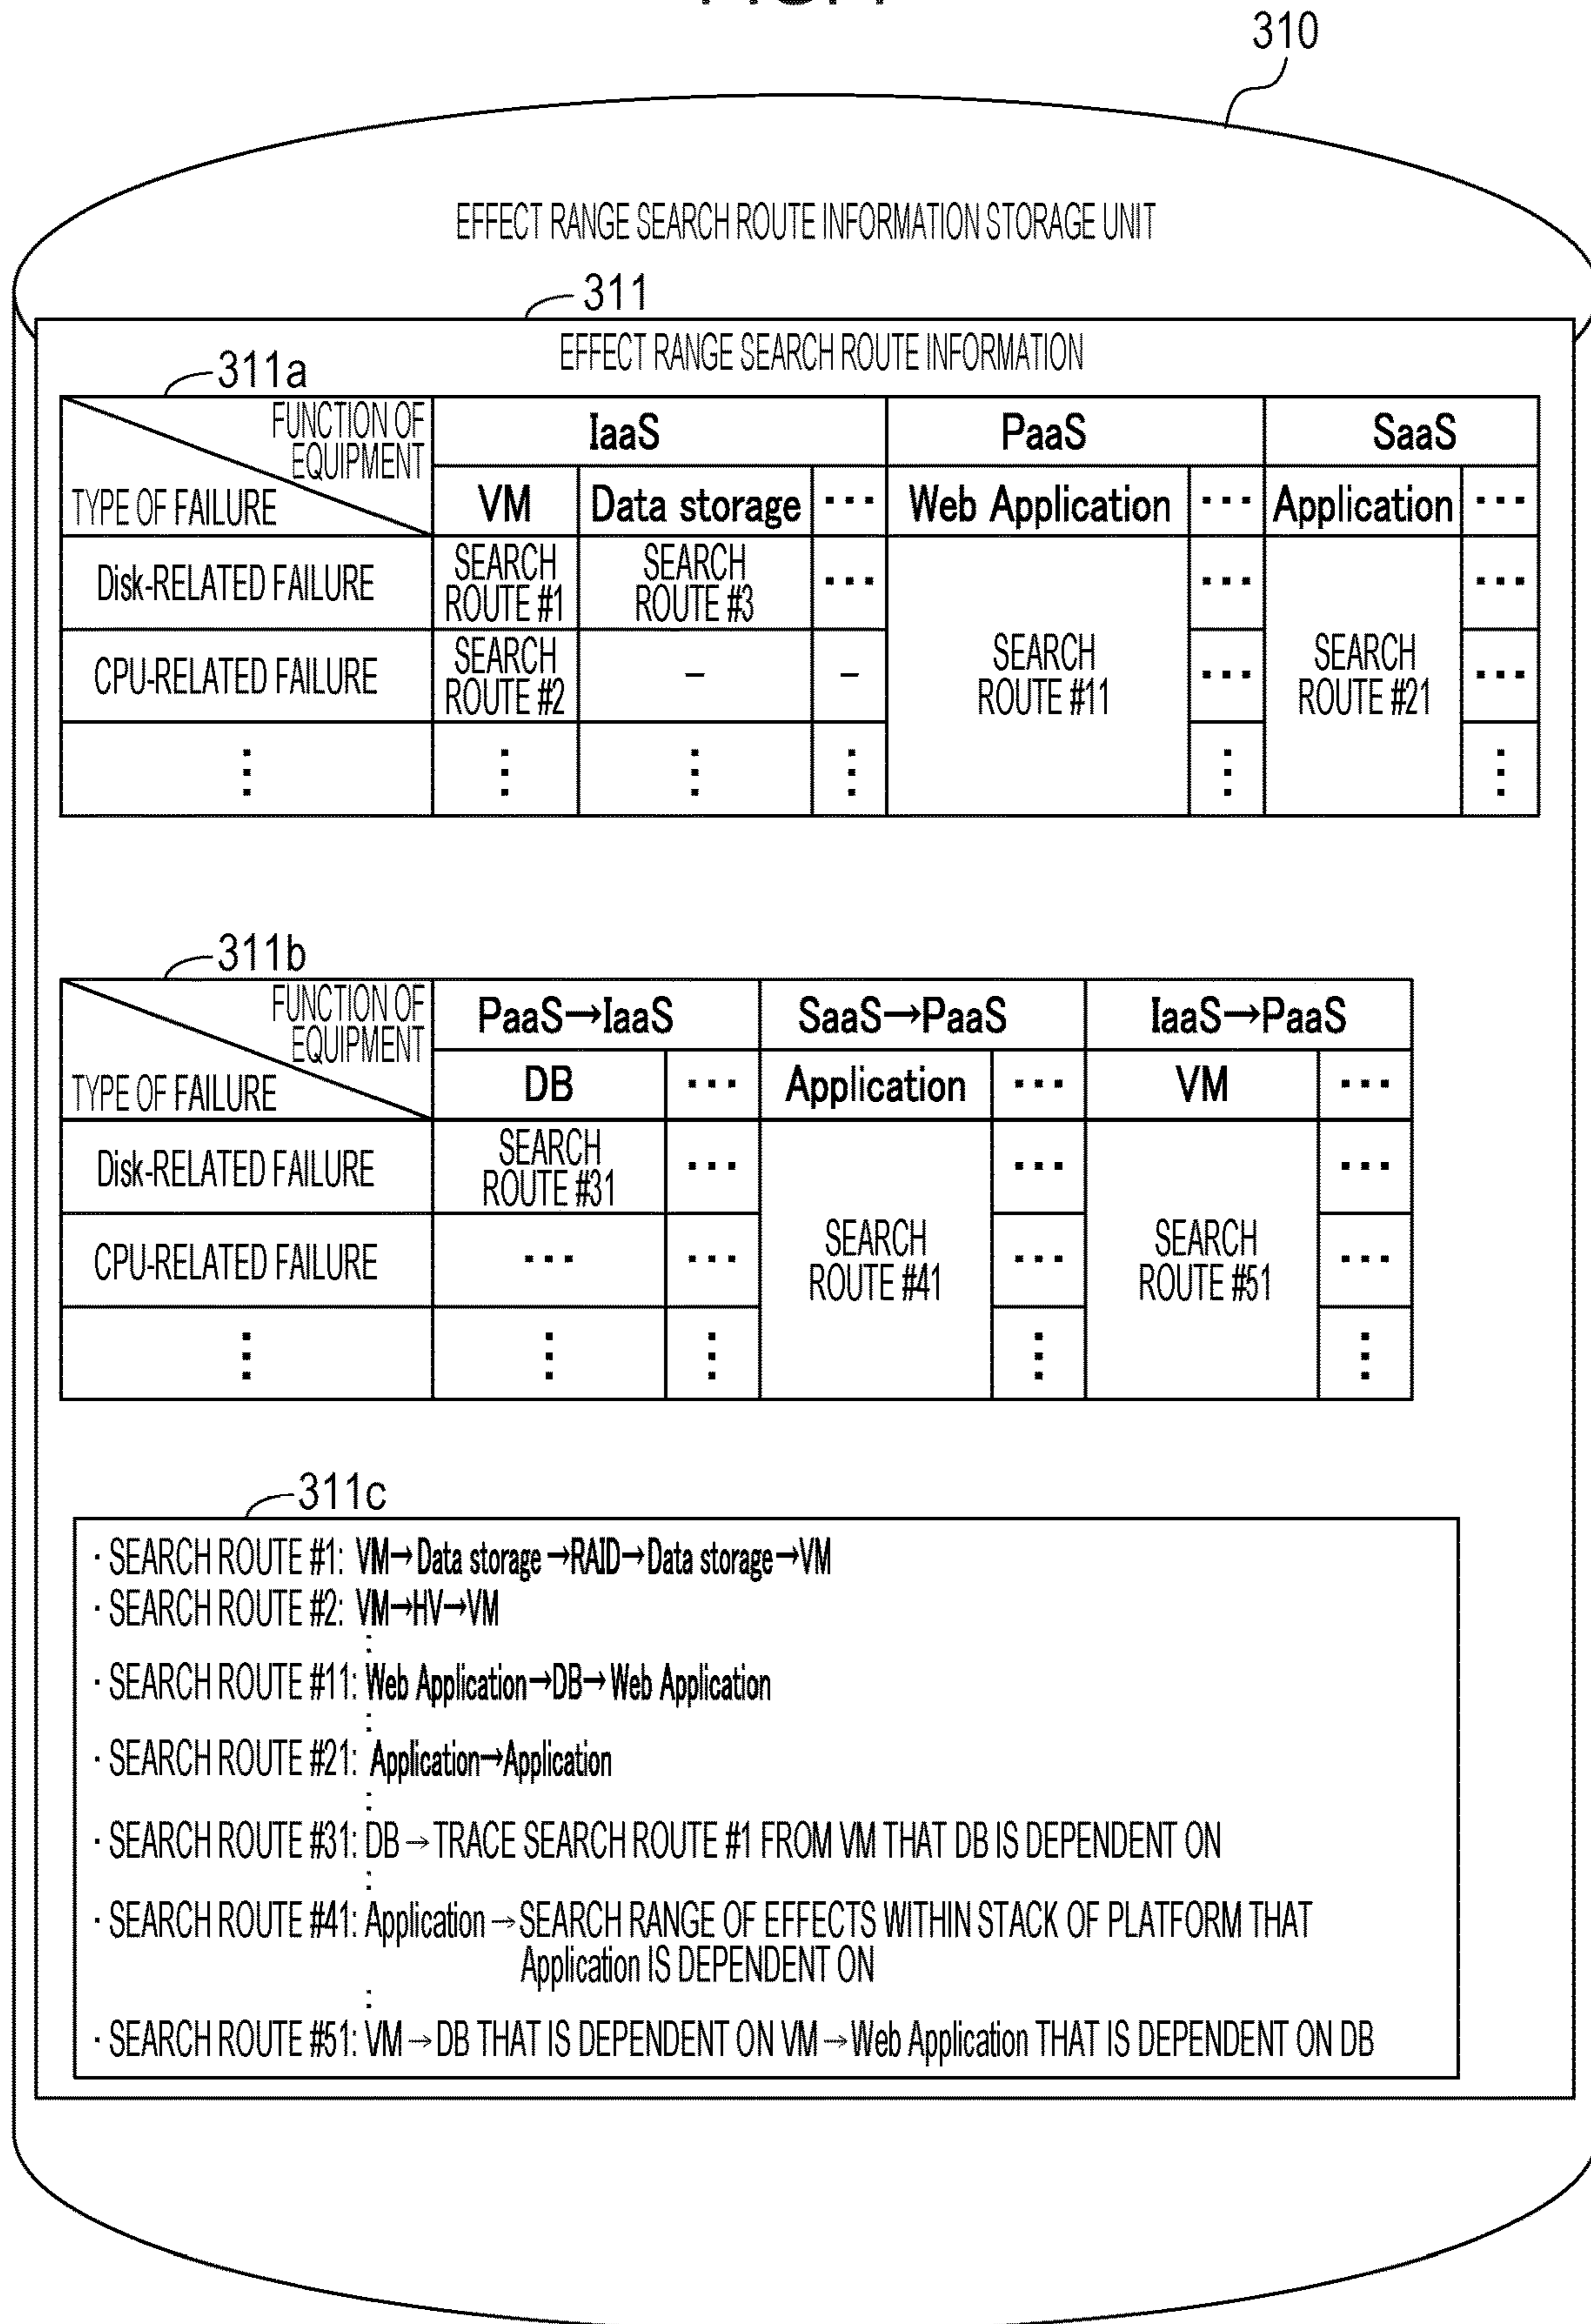 310
EFFECT RANGE SEARCH ROUTE INFORMATION STORAGE UNIT
311
EFFECT RANGE SEARCH ROUTE INFORMATION
311a
FUNCTION OF
EQUIPMENT
TYPE OF FAILURE
IaaS
PaaS
SaaS
VM
Data storage
...
Web Application
...
Application
...
Disk-RELATED FAILURE
SEARCH
ROUTE #1
SEARCH
ROUTE #3
...
...
...
CPU-RELATED FAILURE
SEARCH
ROUTE #2
–
–
SEARCH
ROUTE #11
...
SEARCH
ROUTE #21
...
⋮
⋮
⋮
⋮
⋮
⋮
311b
FUNCTION OF
EQUIPMENT
TYPE OF FAILURE
PaaS→IaaS
SaaS→PaaS
IaaS→PaaS
DB
...
Application
...
VM
...
Disk-RELATED FAILURE
SEARCH
ROUTE #31
...
...
...
CPU-RELATED FAILURE
...
...
SEARCH
ROUTE #41
...
SEARCH
ROUTE #51
...
⋮
⋮
⋮
⋮
⋮
311c
· SEARCH ROUTE #1: VM→Data storage→RAID→Data storage→VM
· SEARCH ROUTE #2: VM→HV→VM
⋮
· SEARCH ROUTE #11: Web Application→DB→Web Application
⋮
· SEARCH ROUTE #21: Application→Application
⋮
· SEARCH ROUTE #31: DB→TRACE SEARCH ROUTE #1 FROM VM THAT DB IS DEPENDENT ON
⋮
· SEARCH ROUTE #41: Application→SEARCH RANGE OF EFFECTS WITHIN STACK OF PLATFORM THAT
Application IS DEPENDENT ON
⋮
· SEARCH ROUTE #51: VM→DB THAT IS DEPENDENT ON VM→Web Application THAT IS DEPENDENT ON DB